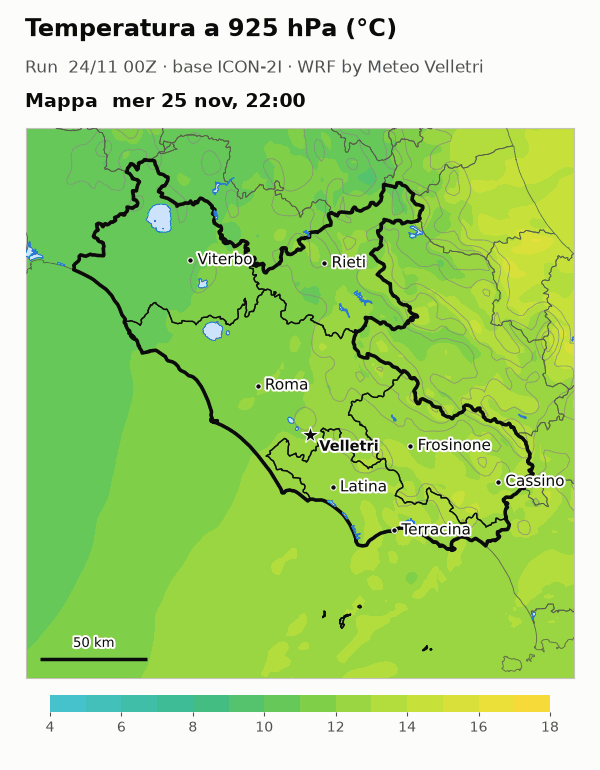 Temperatura a 925 hPa (°C)
Run  24/11 00Z · base ICON-2I · WRF by Meteo Velletri
Mappa  mer 25 nov, 22:00
Viterbo
Rieti
Roma
Velletri
Frosinone
Cassino
Latina
Terracina
50 km
4 6 8 10 12 14 16 18